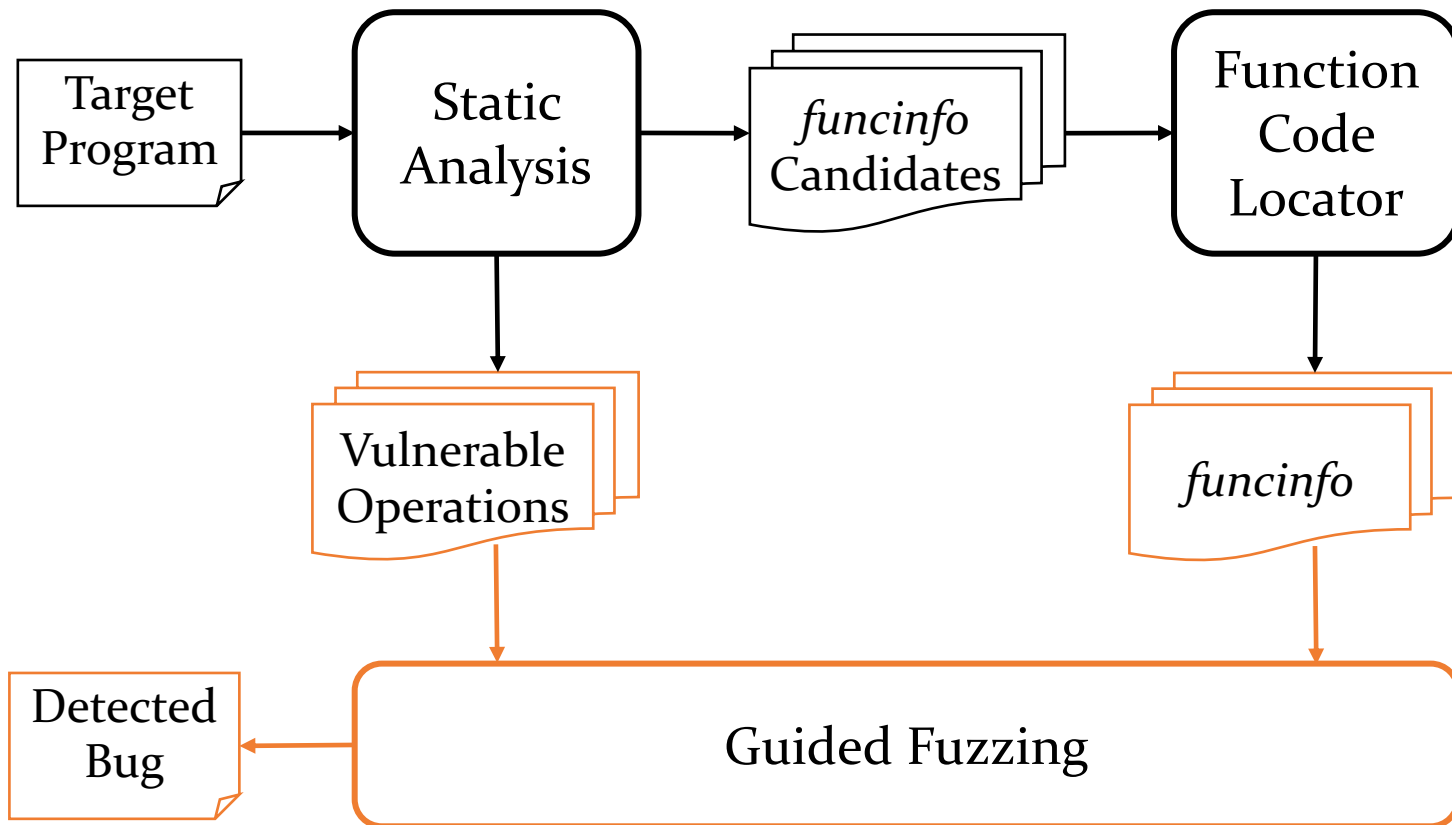 Target
Program
Static
Analysis
funcinfo
Candidates
Function
Code
Locator
Vulnerable
Operations
funcinfo
Detected
Bug
Guided Fuzzing